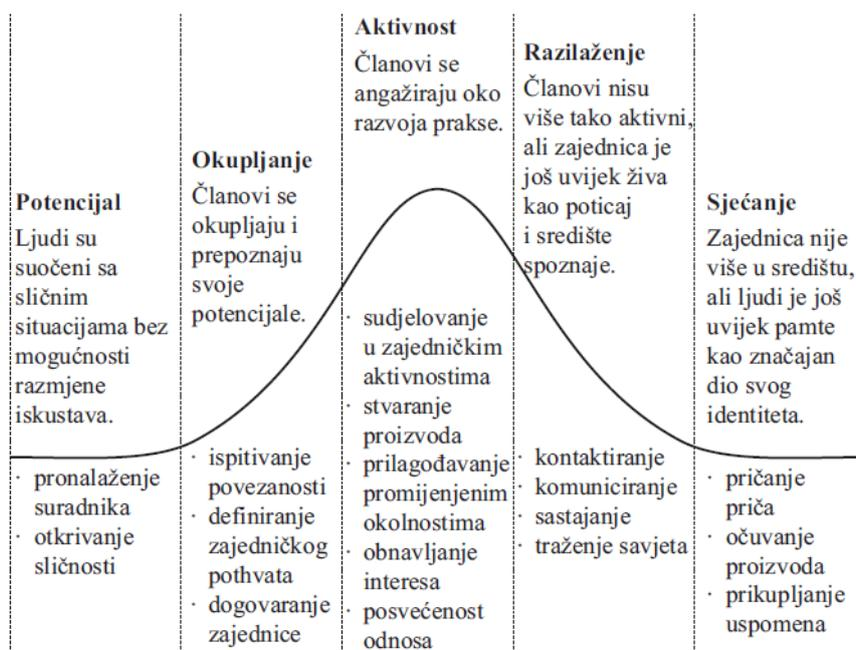 Potencijal
Ljudi su
suočeni sa
sličnim
situacijama bez
mogućnosti
razmjene
iskustava.
· pronalaženje
suradnika
· otkrivanje
sličnosti
Okupljanje
Članovi se
okupljaju i
prepoznaju
svoje
potencijale.
· ispitivanje
povezanosti
· definiranje
zajedničkog
pothvata
· dogovaranje
zajednice
Aktivnost
Članovi se
angažiraju oko
razvoja prakse.
· sudjelovanje
u zajedničkim
aktivnostima
· stvaranje
proizvoda
· prilagođavanje
promijenjenim
okolnostima
· obnavljanje
interesa
· posvećenost
odnosa
Razilaženje
Članovi nisu
više tako aktivni,
ali zajednica je
još uvijek živa
kao poticaj
i središte
spoznaje.
· kontaktiranje
· komuniciranje
· sastajanje
· traženje savjeta
Sjećanje
Zajednica nije
više u središtu,
ali ljudi je još
uvijek pamte
kao značajan
dio svog
identiteta.
· pričanje
priča
· očuvanje
proizvoda
· prikupljanje
uspomena